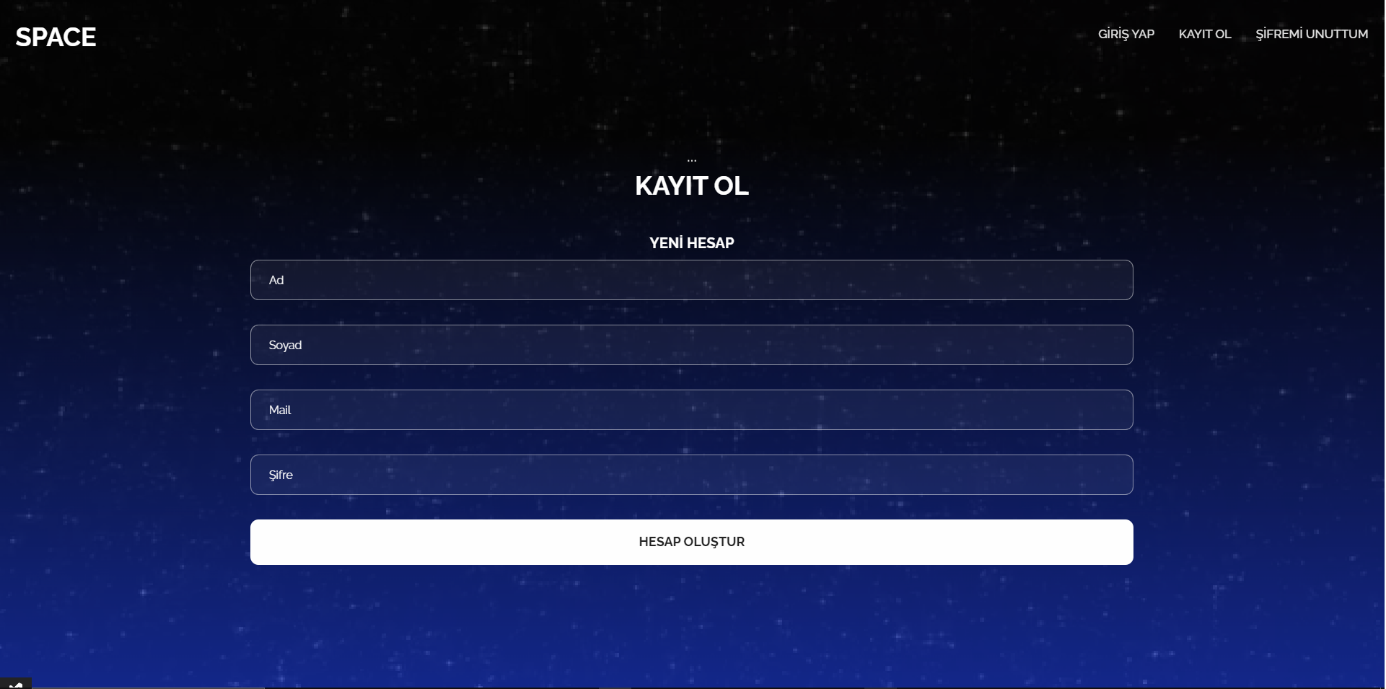 SPACE
GİRİŞ YAP KAYIT OL ŞİFREMİ UNUTTUM
...
KAYIT OL
YENİ HESAP
Ad
Soyad
Mail
Şifre
HESAP OLUŞTUR